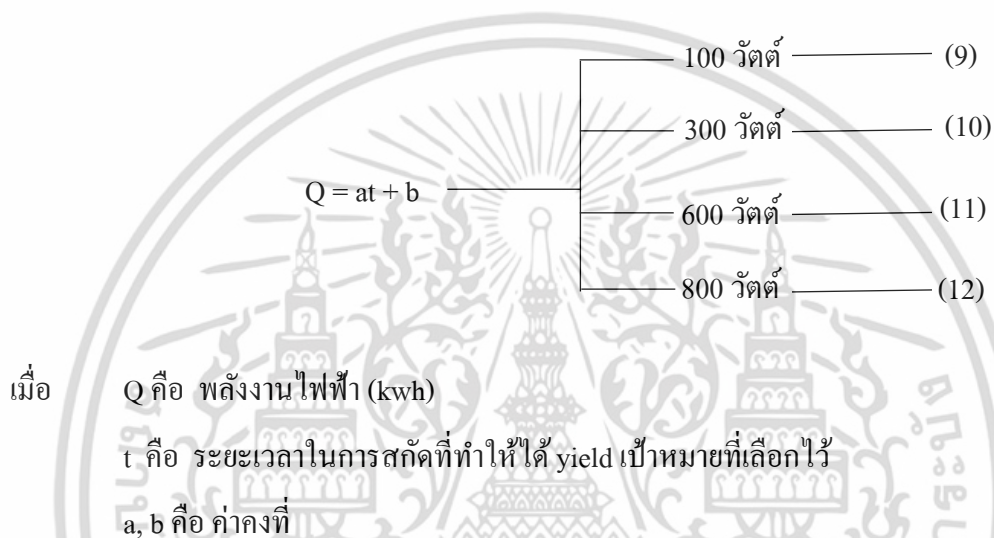 100 วัตต์ (9)
300 วัตต์ (10)
Q = at + b
600 วัตต์ (11)
800 วัตต์ (12)
เมื่อ Q คือ พลังงานไฟฟ้า (kwh)
t คือ ระยะเวลาในการสกัดที่ทำให้ได้ yield เป้าหมายที่เลือกไว้
a, b คือ ค่าคงที่